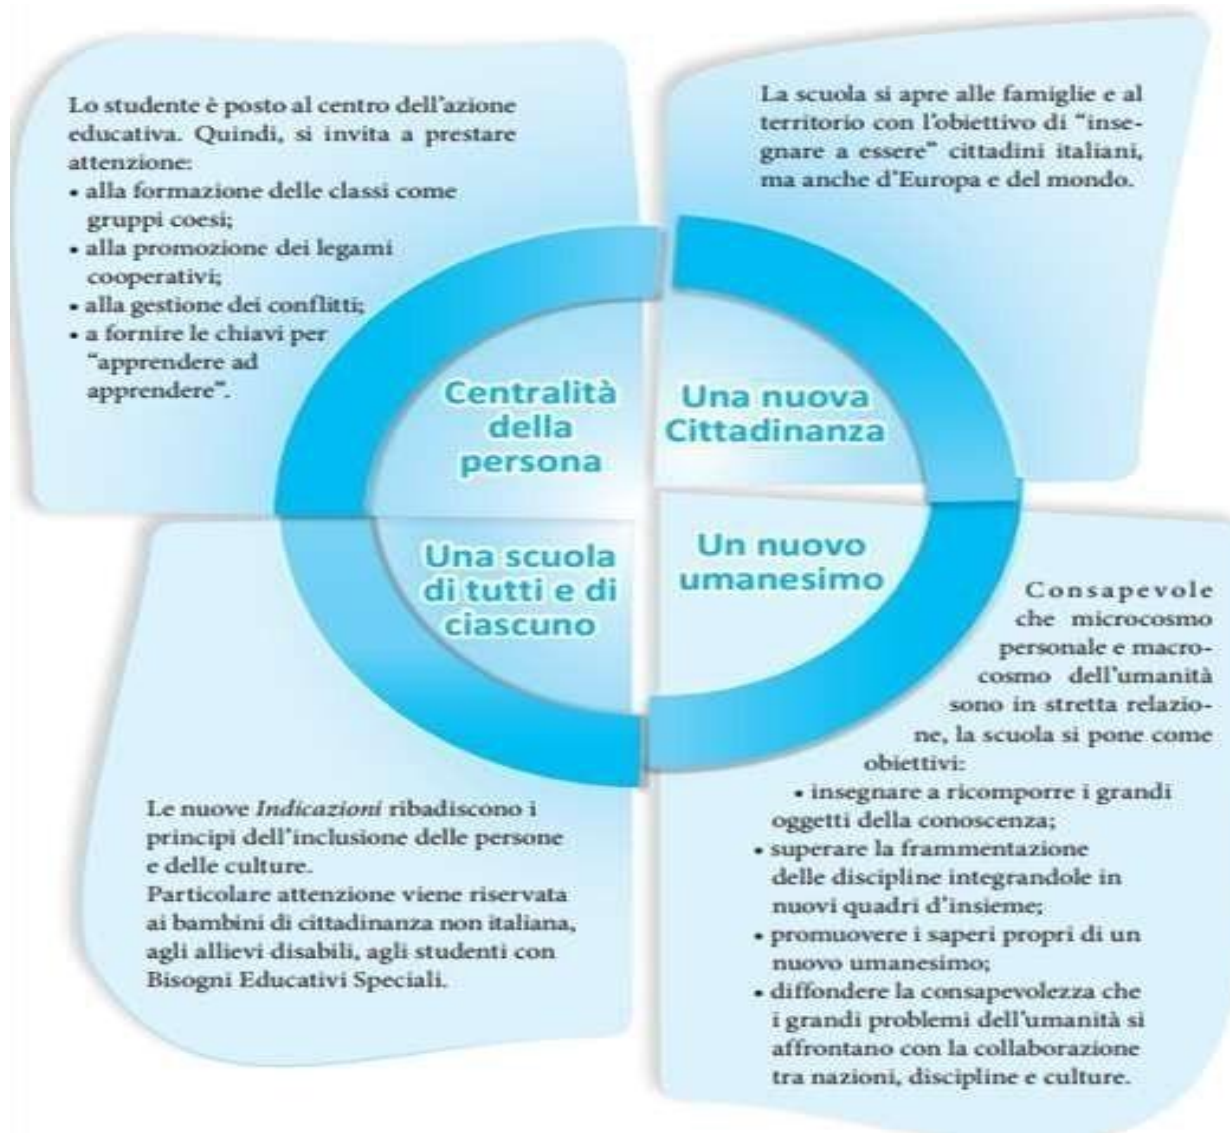 Lo studente è posto al centro dell'azione
educativa. Quindi, si invita a prestare
attenzione:
• alla formazione delle classi come
gruppi coesi;
• alla promozione dei legami
cooperativi;
• alla gestione dei conflitti;
• a fornire le chiavi per
"apprendere ad
apprendere".
Centralità
della
persona
La scuola si apre alle famiglie e al
territorio con l'obiettivo di "inse-
gnare a essere" cittadini italiani,
ma anche d'Europa e del mondo.
Una nuova
Cittadinanza
Una scuola
di tutti e di
ciascuno
Le nuove Indicazioni ribadiscono i
principi dell'inclusione delle persone
e delle culture.
Particolare attenzione viene riservata
ai bambini di cittadinanza non italiana,
agli allievi disabili, agli studenti con
Bisogni Educativi Speciali.
Un nuovo
umanesimo
Consapevole
che microcosmo
personale e macro-
cosmo dell'umanità
sono in stretta relazio-
ne, la scuola si pone come
obiettivi:
• insegnare a ricomporre i grandi
oggetti della conoscenza;
• superare la frammentazione
delle discipline integrandole in
nuovi quadri d'insieme;
• promuovere i saperi propri di un
nuovo umanesimo;
• diffondere la consapevolezza che
i grandi problemi dell'umanità si
affrontano con la collaborazione
tra nazioni, discipline e culture.